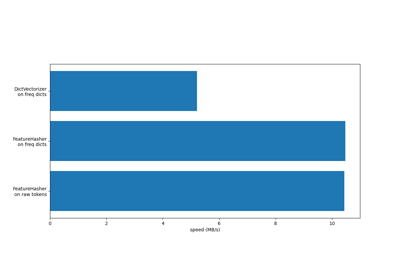 DictVectorizer
on freq dicts
FeatureHasher
on freq dicts
FeatureHasher
on raw tokens
0 2 4 6 8 10
speed (MB/s)